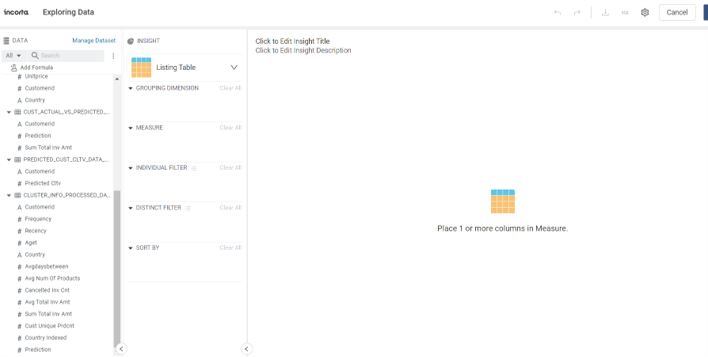 incorta Exploring Data Cancel
DATA Manage Dataset
All Search
Add Formula
# Unitprice
# Customerid
A Country
CUST_ACTUAL_VS_PREDICTED_...
A Customerid
# Prediction
# Sum Total Inv Amt
PREDICTED_CUST_CLTV_DATA_...
A Customerid
# Predicted Cltv
CLUSTER_INFO_PROCESSED_DA...
A Customerid
# Frequency
# Recency
# Aget
A Country
# Avgdaysbetween
# Avg Num Of Products
# Cancelled Inv Cnt
# Avg Total Inv Amt
# Sum Total Inv Amt
# Cust Unique Prdcnt
# Country Indexed
# Prediction
INSIGHT
Listing Table
GROUPING DIMENSION Clear All
MEASURE Clear All
INDIVIDUAL FILTER Clear All
DISTINCT FILTER Clear All
SORT BY Clear All
Click to Edit Insight Title
Click to Edit Insight Description
Place 1 or more columns in Measure.